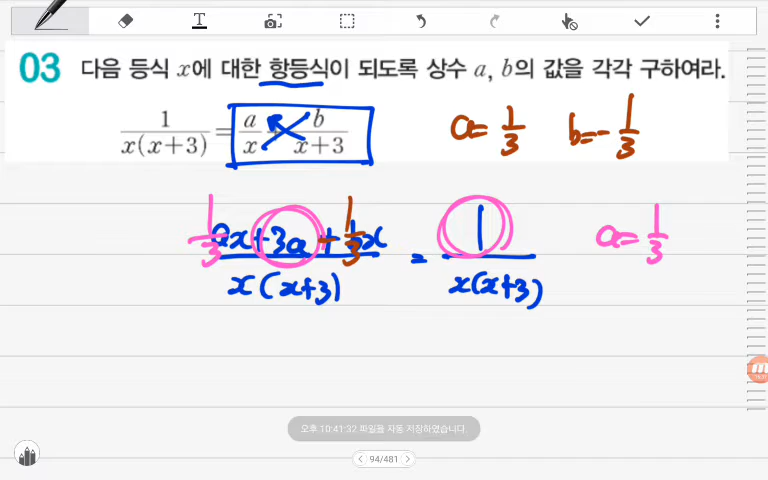 T
03 다음 등식 x에 대한 항등식이 되도록 상수 a, b의 값을 각각 구하여라.
1/x(x+3) = a/x + b/x+3
a=1/3 b=-1/3
1/3 ax+3a+1/3x / x(x+3) = 1 / x(x+3) a=1/3
오후 10:41:32 파일을 자동 저장하였습니다.
94/481